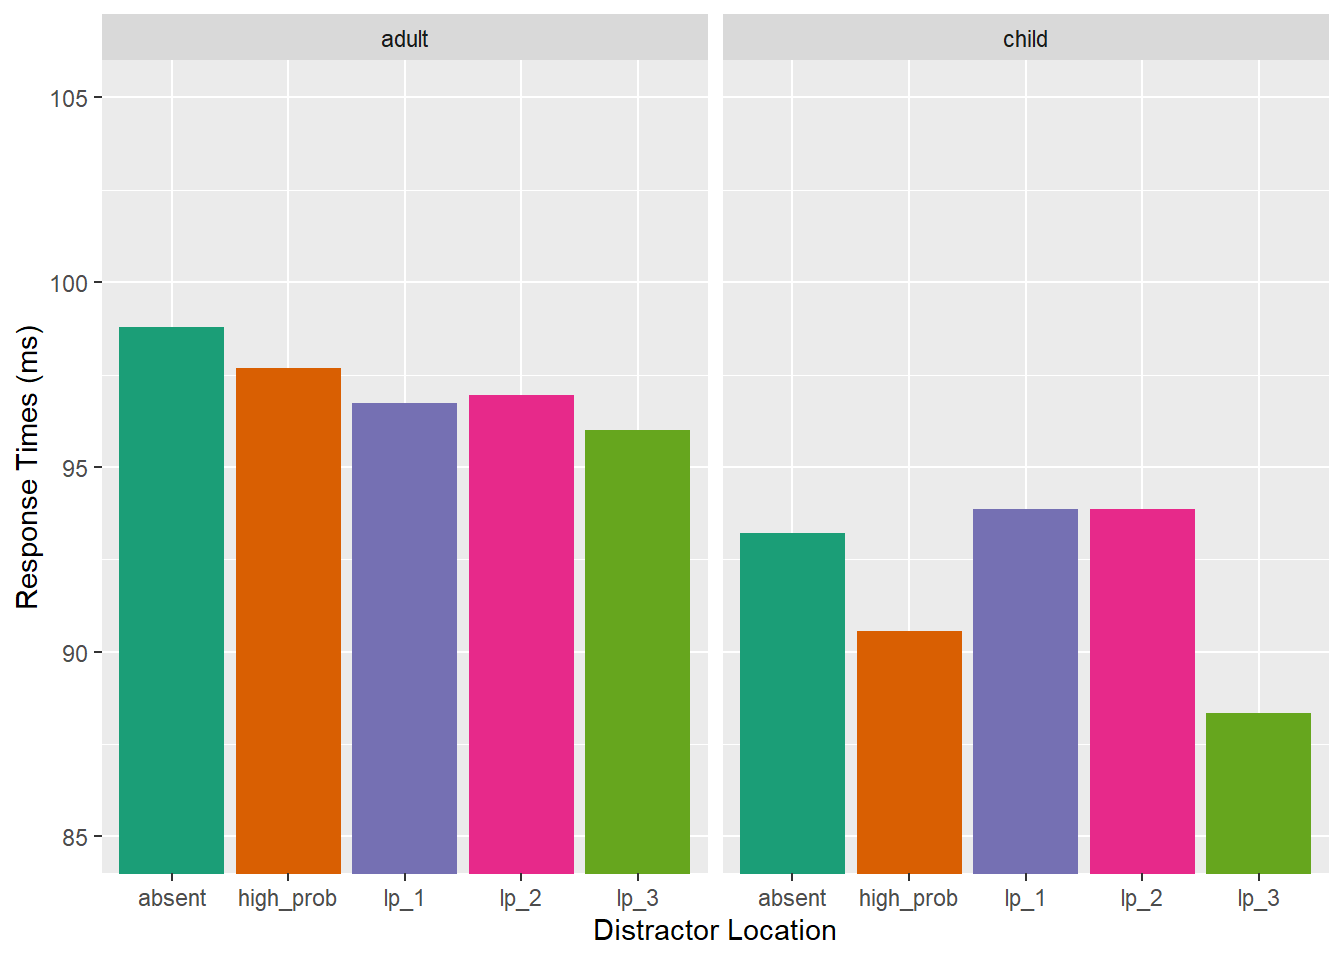 adult
child
105
100
95
90
85
Response Times (ms)
absent high_prob lp_1 lp_2 lp_3
absent high_prob lp_1 lp_2 lp_3
Distractor Location